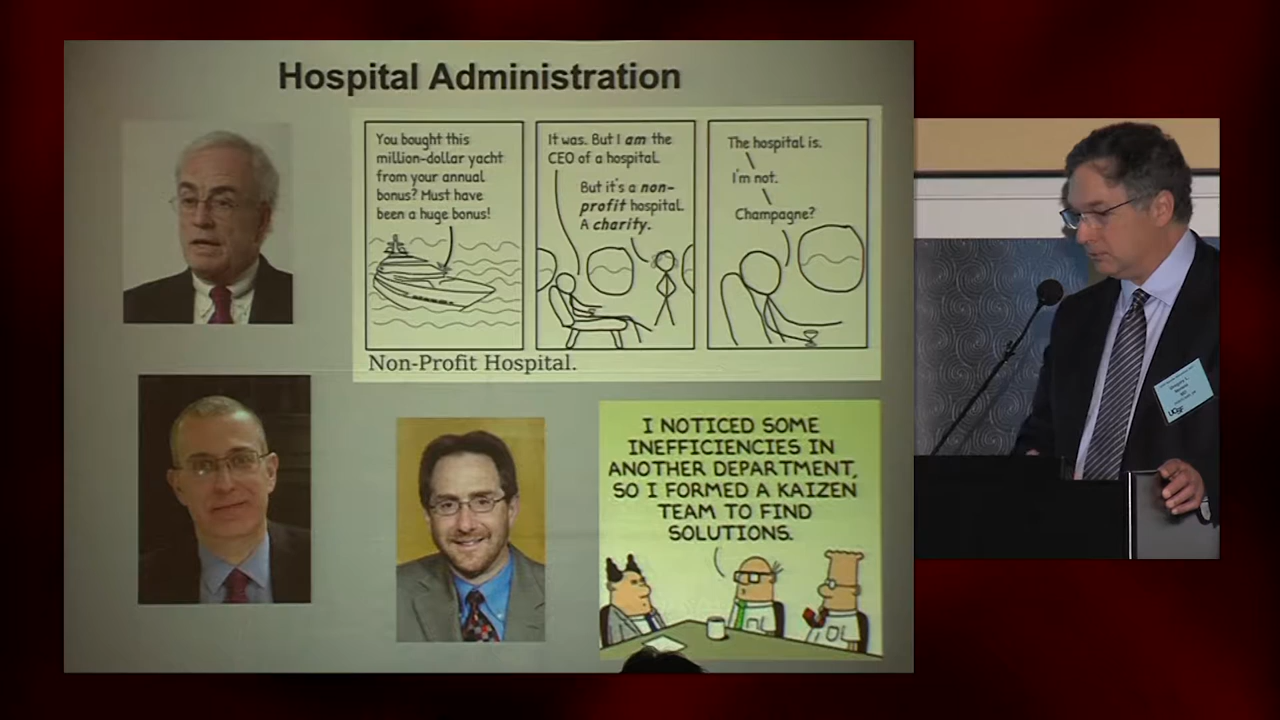 Hospital Administration
You bought this
million-dollar yacht
from your annual
bonus? Must have
been a huge bonus!
It was. But I am the
CEO of a hospital.
But it's a non-
profit hospital.
A charity.
The hospital is.
I'm not.
Champagne?
Non-Profit Hospital.
I NOTICED SOME
INEFFICIENCIES IN
ANOTHER DEPARTMENT,
SO I FORMED A KAIZEN
TEAM TO FIND
SOLUTIONS.
UCSF